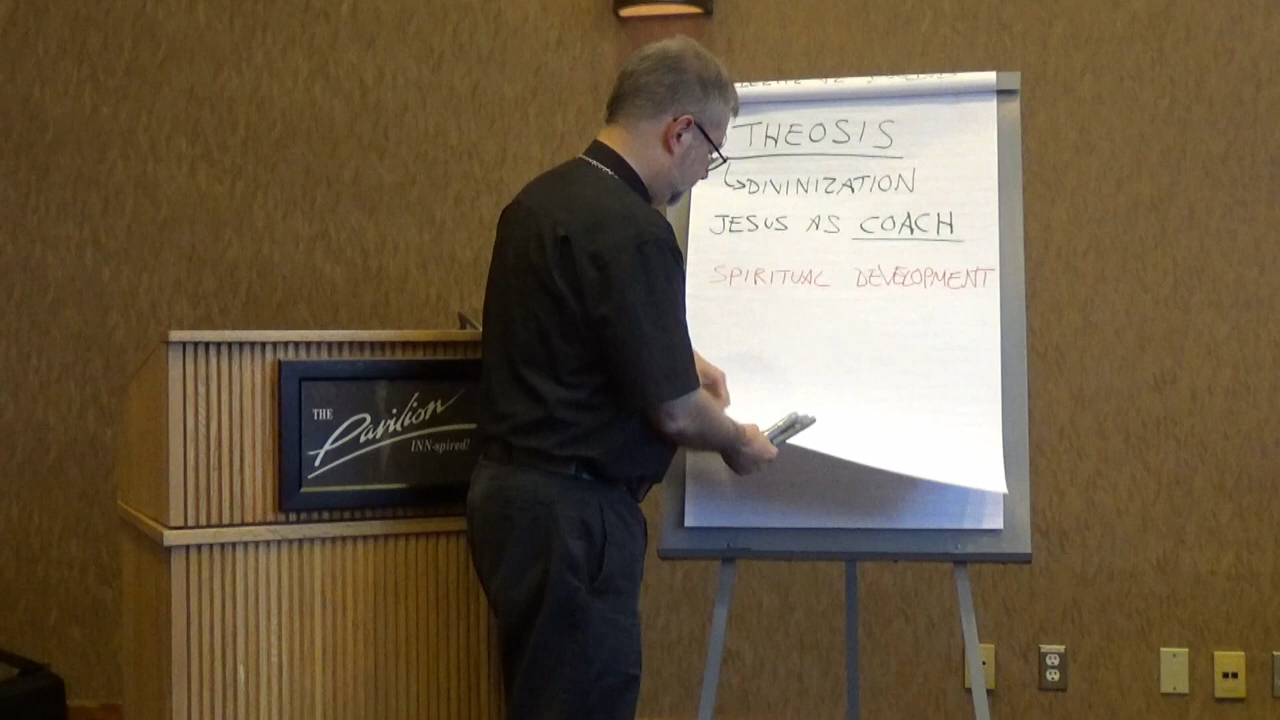 THEOSIS
↳DIVINIZATION
JESUS AS COACH
SPIRITUAL DEVELOPMENT
THE
Pavilion
INN-spired!